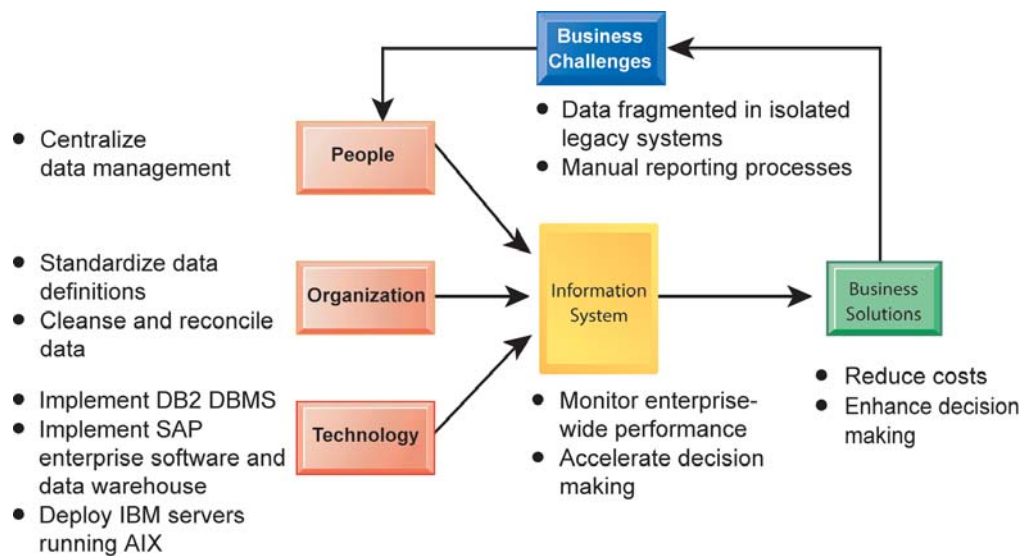 Business
Challenges
• Data fragmented in isolated
legacy systems
• Manual reporting processes
• Centralize
data management
People
• Standardize data
definitions
• Cleanse and reconcile
data
Organization
• Implement DB2 DBMS
• Implement SAP
enterprise software and
data warehouse
• Deploy IBM servers
running AIX
Technology
Information
System
• Monitor enterprise-
wide performance
• Accelerate decision
making
Business
Solutions
• Reduce costs
• Enhance decision
making